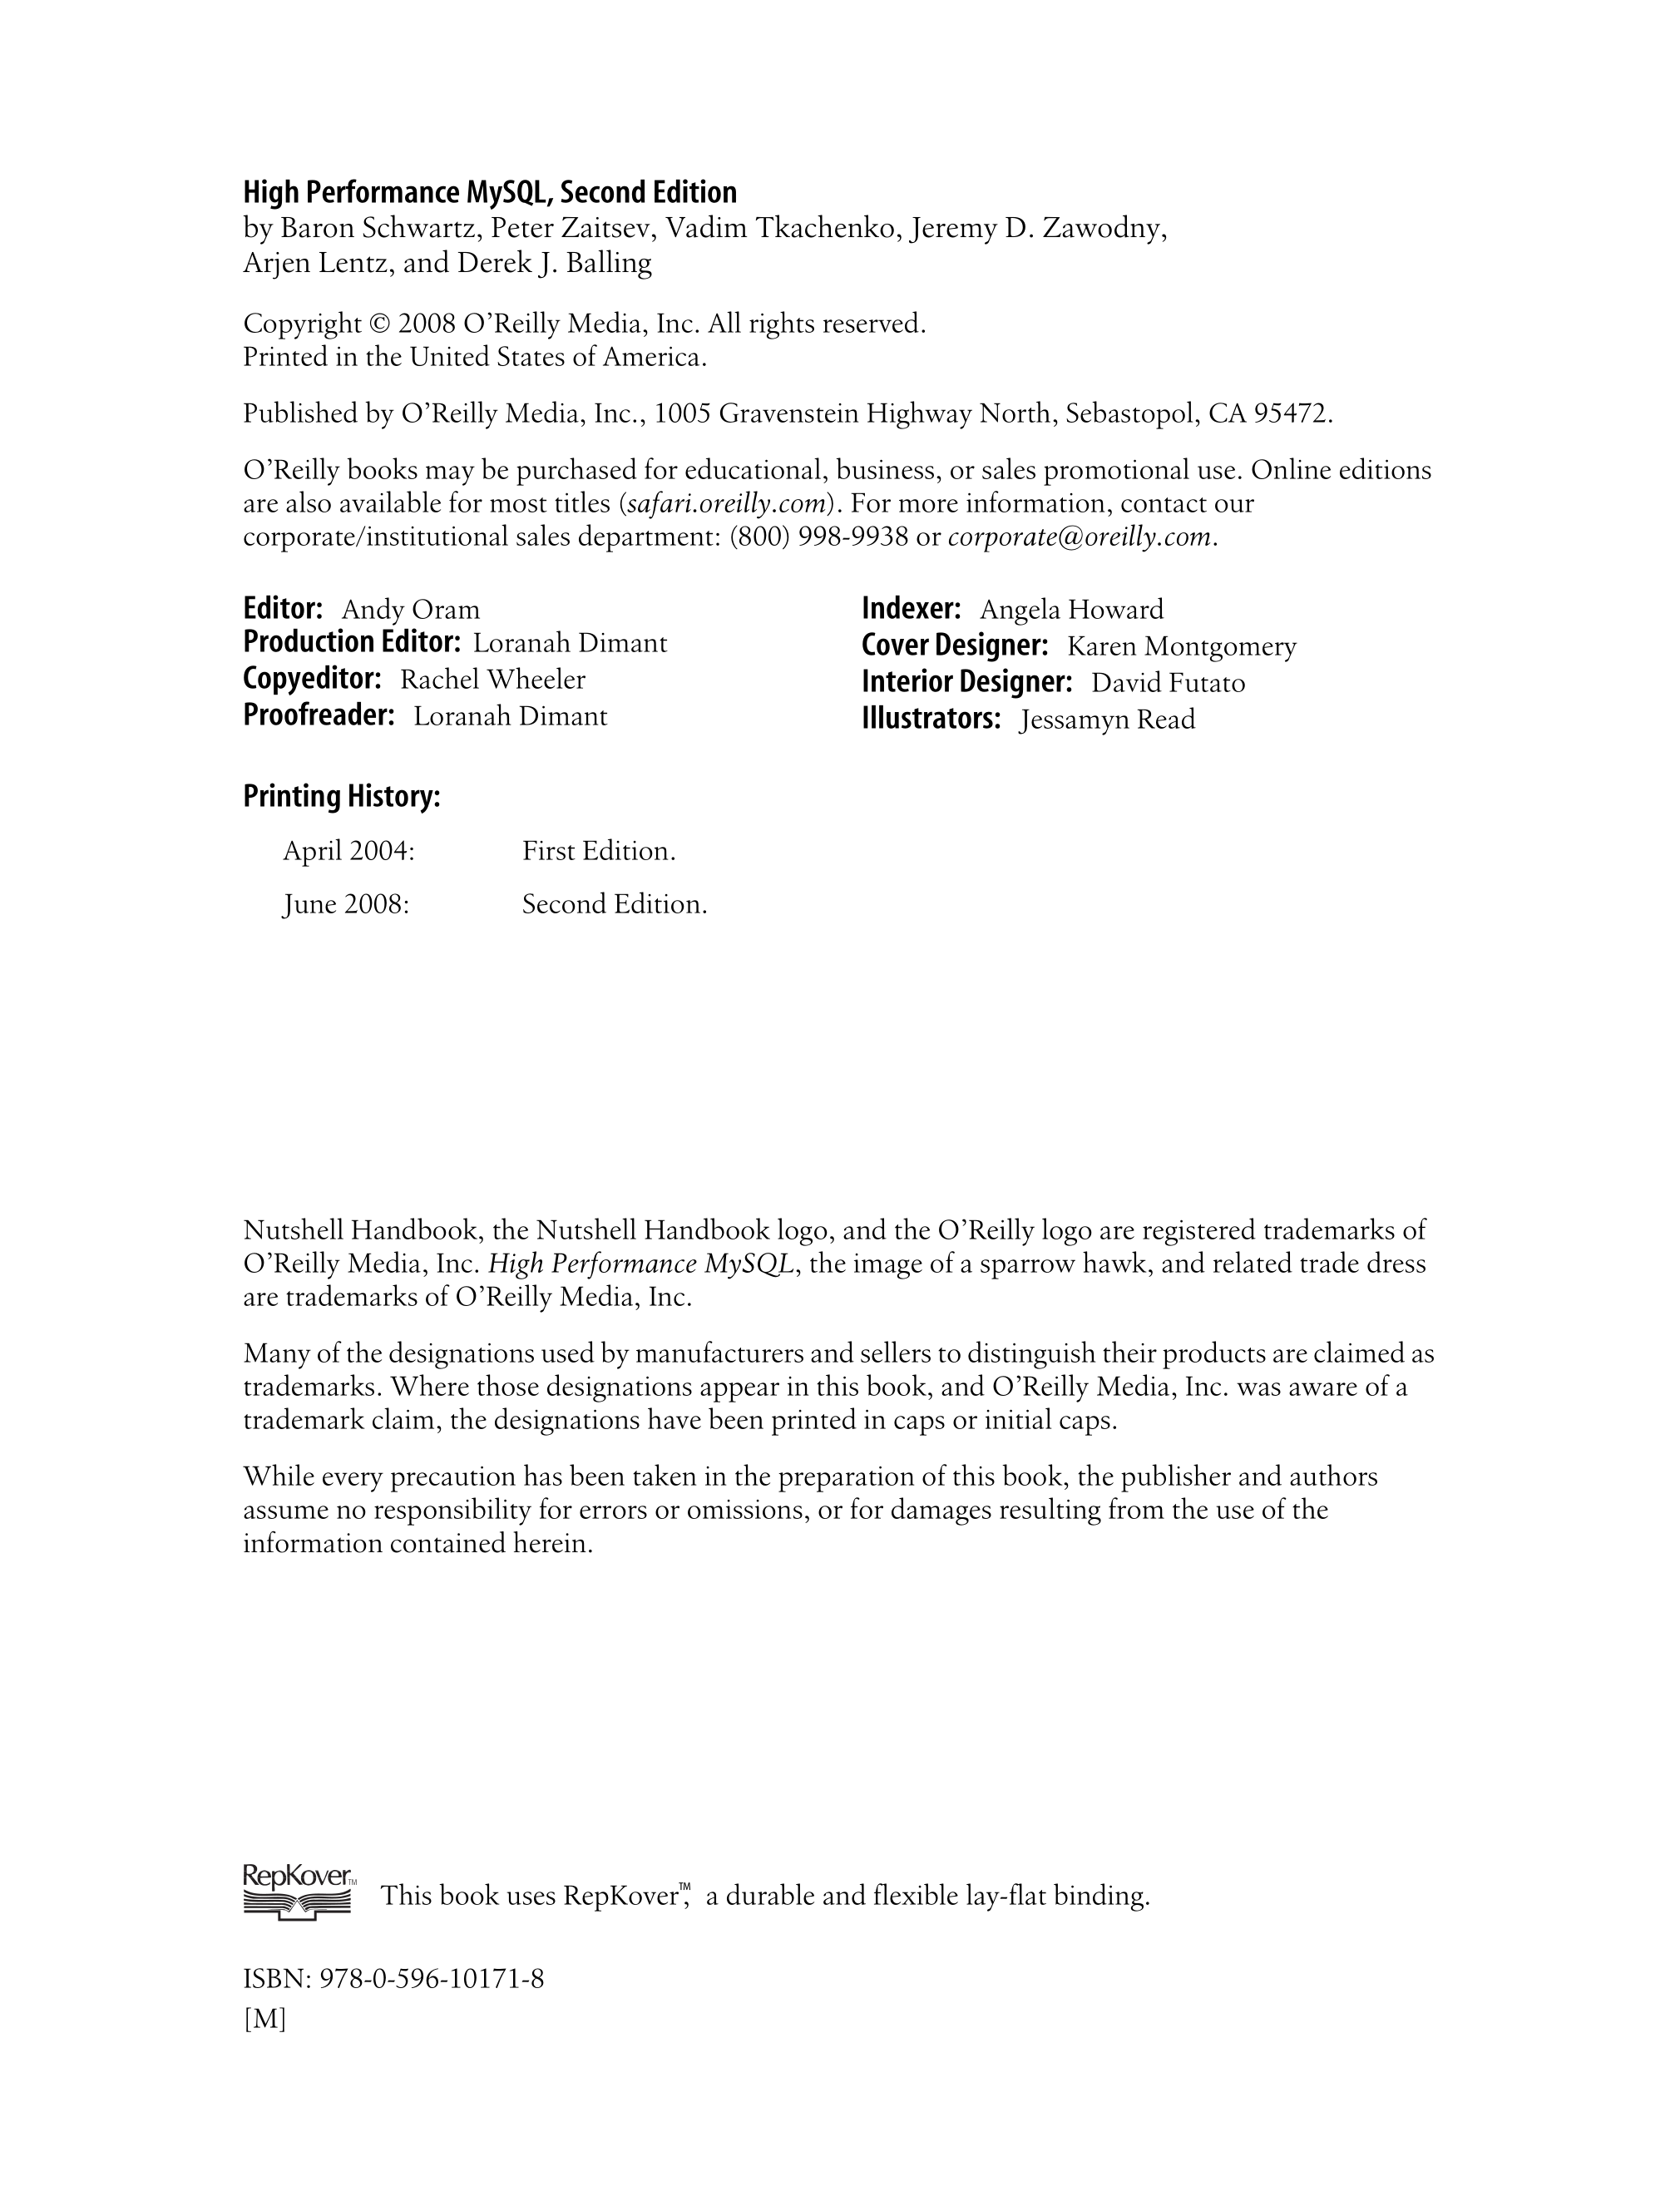 High Performance MySQL, Second Edition
by Baron Schwartz, Peter Zaitsev, Vadim Tkachenko, Jeremy D. Zawodny,
Arjen Lentz, and Derek J. Balling
Copyright © 2008 O’Reilly Media, Inc. All rights reserved.
Printed in the United States of America.
Published by O’Reilly Media, Inc., 1005 Gravenstein Highway North, Sebastopol, CA 95472.
O’Reilly books may be purchased for educational, business, or sales promotional use. Online editions
are also available for most titles (safari.oreilly.com). For more information, contact our
corporate/institutional sales department: (800) 998-9938 or corporate@oreilly.com.
Editor: Andy Oram
Production Editor: Loranah Dimant
Copyeditor: Rachel Wheeler
Proofreader: Loranah Dimant
Indexer: Angela Howard
Cover Designer: Karen Montgomery
Interior Designer: David Futato
Illustrators: Jessamyn Read
Printing History:
April 2004: First Edition.
June 2008: Second Edition.
Nutshell Handbook, the Nutshell Handbook logo, and the O’Reilly logo are registered trademarks of
O’Reilly Media, Inc. High Performance MySQL, the image of a sparrow hawk, and related trade dress
are trademarks of O’Reilly Media, Inc.
Many of the designations used by manufacturers and sellers to distinguish their products are claimed as
trademarks. Where those designations appear in this book, and O’Reilly Media, Inc. was aware of a
trademark claim, the designations have been printed in caps or initial caps.
While every precaution has been taken in the preparation of this book, the publisher and authors
assume no responsibility for errors or omissions, or for damages resulting from the use of the
information contained herein.
RepKover™
This book uses RepKover™, a durable and flexible lay-flat binding.
ISBN: 978-0-596-10171-8
[M]